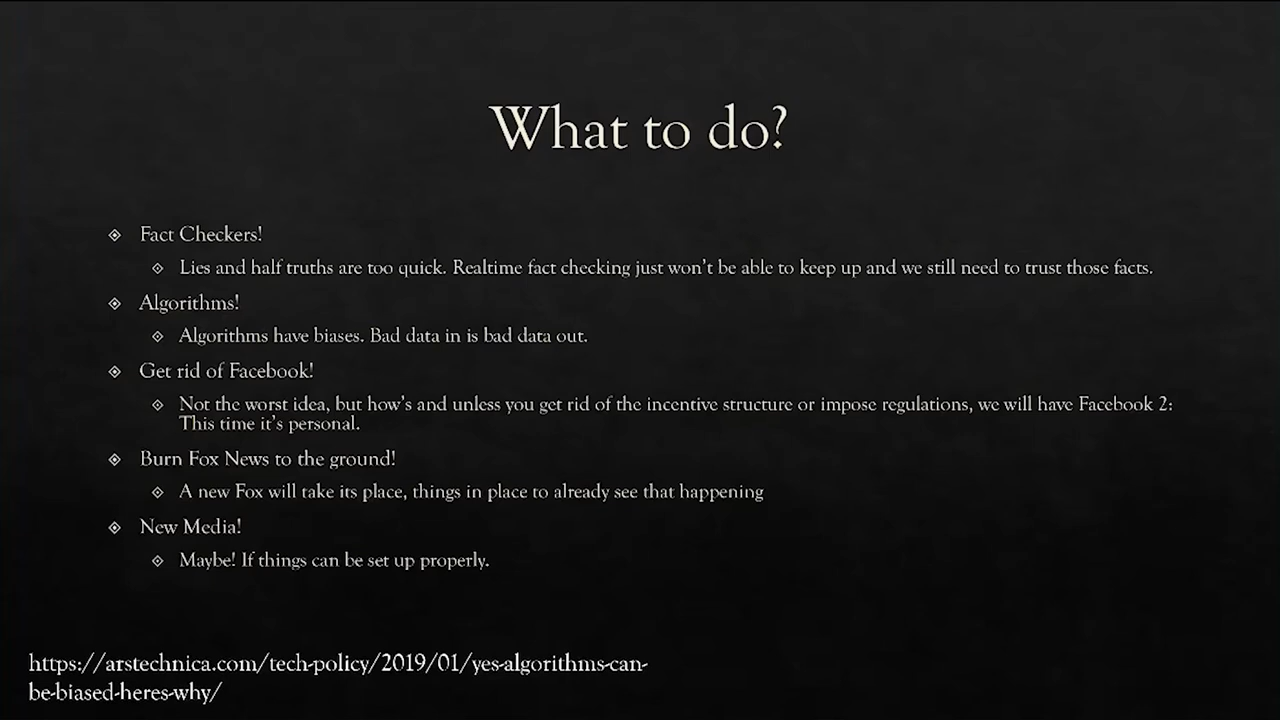 What to do?
Fact Checkers!
Lies and half truths are too quick. Realtime fact checking just won't be able to keep up and we still need to trust those facts.
Algorithms!
Algorithms have biases. Bad data in is bad data out.
Get rid of Facebook!
Not the worst idea, but how's and unless you get rid of the incentive structure or impose regulations, we will have Facebook 2:
This time it's personal.
Burn Fox News to the ground!
A new Fox will take its place, things in place to already see that happening
New Media!
Maybe! If things can be set up properly.
https://arstechnica.com/tech-policy/2019/01/yes-algorithms-can-
be-biased-heres-why/